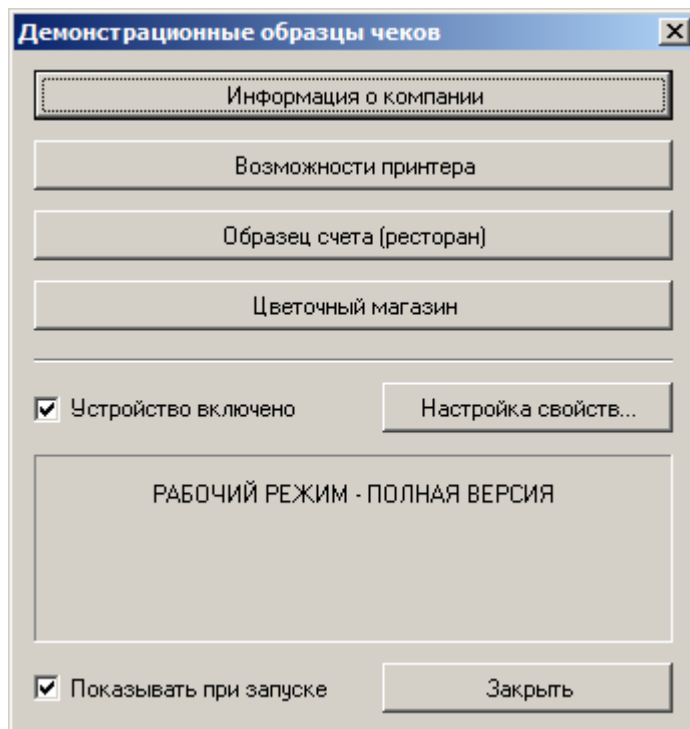 Демонстрационные образцы чеков
Информация о компании
Возможности принтера
Образец счета (ресторан)
Цветочный магазин
Устройство включено
Настройка свойств...
РАБОЧИЙ РЕЖИМ - ПОЛНАЯ ВЕРСИЯ
Показывать при запуске
Закрыть